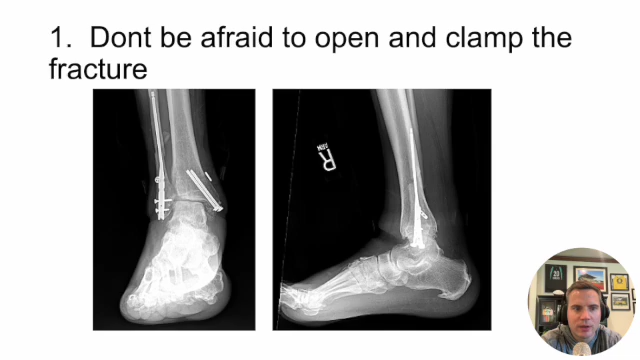 1. Dont be afraid to open and clamp the
fracture
R